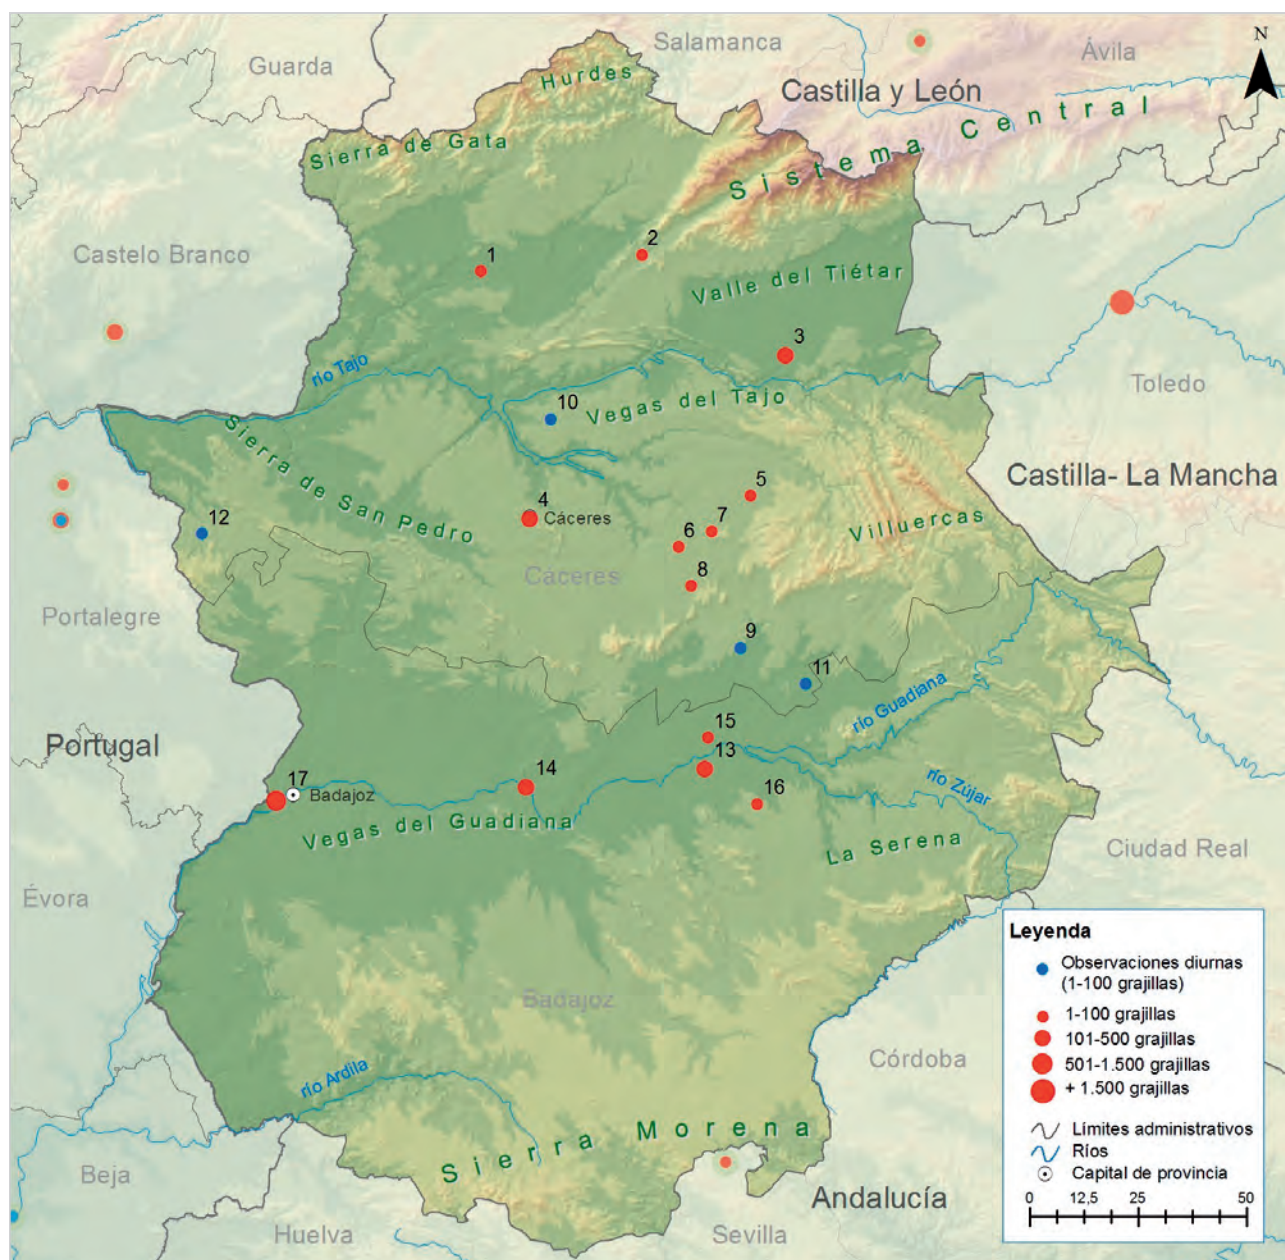 Salamanca
Ávila
N
Guarda
Hurdes
Castilla y León
Sistema Central
Sierra de Gata
Castelo Branco
1
2
Valle del Tiétar
3
río Tajo
Toledo
10
Vegas del Tajo
Sierra de San Pedro
Castilla- La Mancha
5
4
Cáceres
7
12
6
Villuercas
Cáceres
8
Portalegre
9
11
río Guadiana
15
Portugal
13
14
17
Badajoz
16
río Zújar
Vegas del Guadiana
La Serena
Ciudad Real
Évora
Badajoz
Córdoba
río Ardila
Sierra Morena
Beja
Andalucía
Huelva
Sevilla
Leyenda
Observaciones diurnas
(1-100 grajillas)
1-100 grajillas
101-500 grajillas
501-1.500 grajillas
+ 1.500 grajillas
Límites administrativos
Ríos
Capital de provincia
0 12,5 25 50